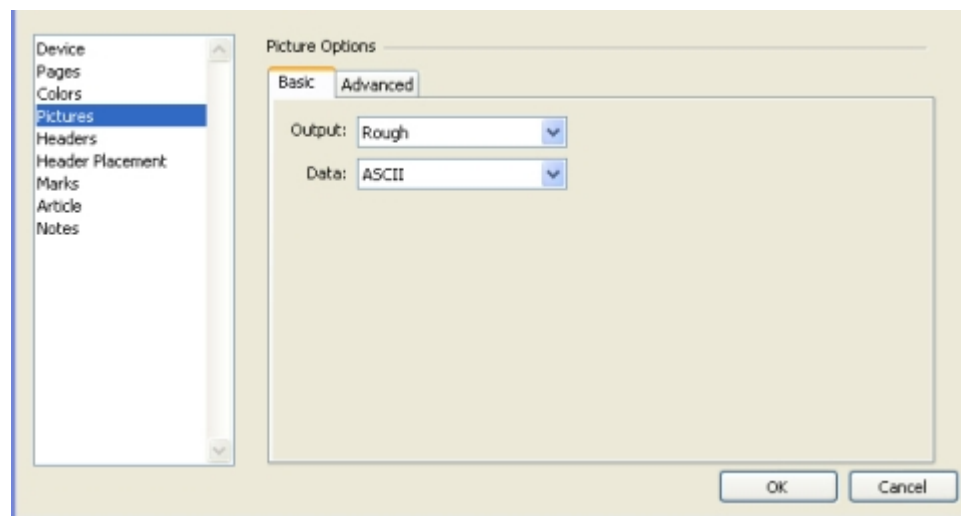 Device
Pages
Colors
Pictures
Headers
Header Placement
Marks
Article
Notes
Picture Options
Basic Advanced
Output: Rough
Data: ASCII
OK Cancel